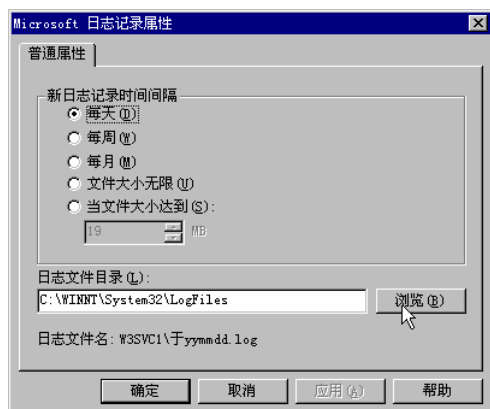 Microsoft 日志记录属性
普通属性
新日志记录时间间隔
每天(D)
每周(W)
每月(M)
文件大小无限(U)
当文件大小达到(S):
19 MB
日志文件目录(L):
C:\WINNT\System32\LogFiles 浏览(B)
日志文件名: W3SVC1\于yymmdd.log
确定 取消 应用(A) 帮助